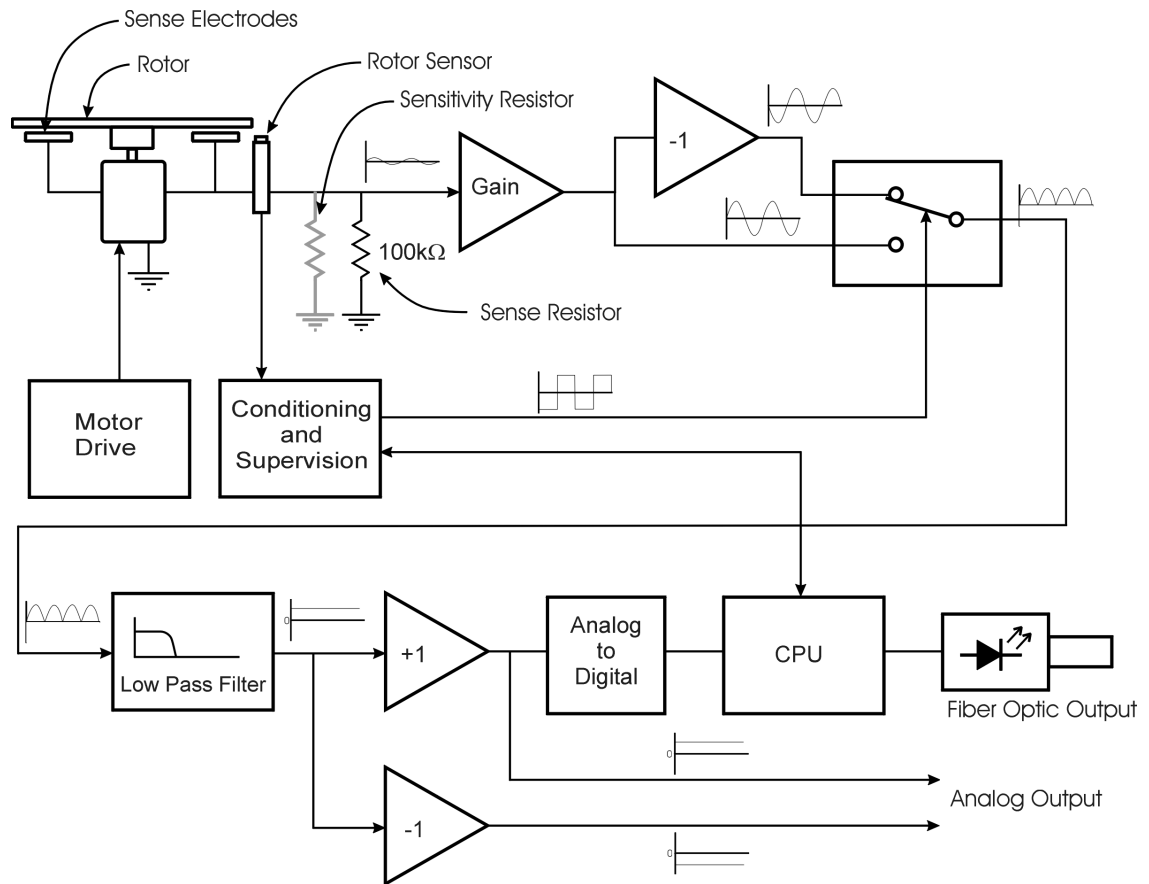 Sense Electrodes
Rotor
Rotor Sensor
Sensitivity Resistor
Gain
-1
100kΩ
Sense Resistor
Motor
Drive
Conditioning
and
Supervision
Low Pass Filter
0
+1
Analog
to
Digital
CPU
Fiber Optic Output
0
Analog Output
-1
0